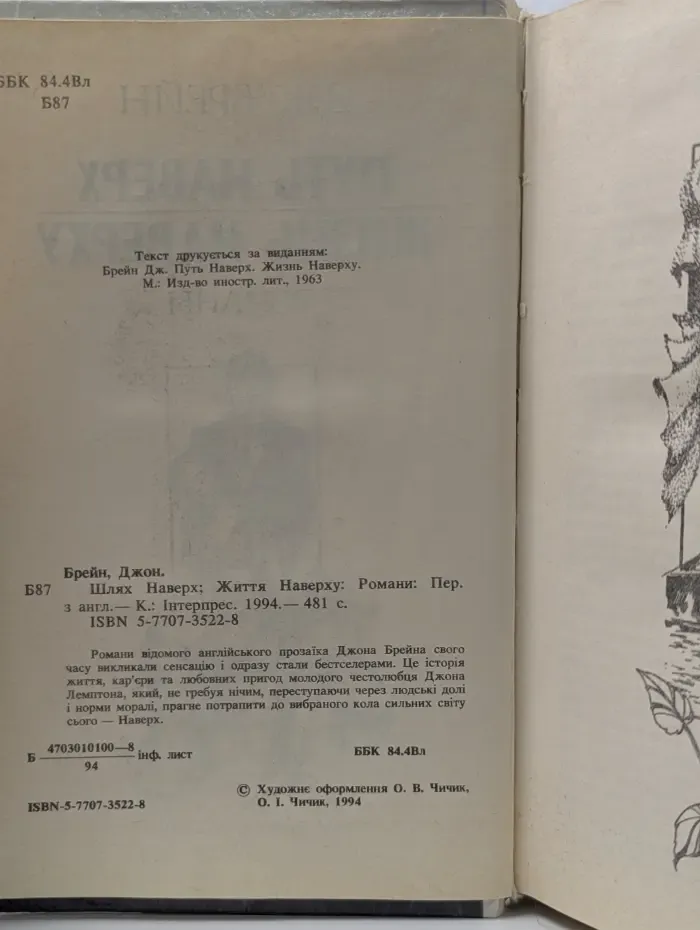 ББК 84.4Вл
Б87
Текст друкується за виданням:
Брейн Дж. Путь Наверх. Жизнь Наверху.
М.: Изд-во иностр. лит., 1963
Брейн, Джон.
Б87 Шлях Наверх; Життя Наверху: Романи: Пер.
з англ.— К.: Інтерпрес. 1994.— 481 с.
ISBN 5-7707-3522-8
Романи відомого англійського прозаїка Джона Брейна свого
часу викликали сенсацію і одразу стали бестселерами. Це історія
життя, кар'єри та любовних пригод молодого честолюбця Джона
Лемптона, який, не гребуя нічим, переступаючи через людські долі
і норми моралі, прагне потрапити до вибраного кола сильних світу
сього — Наверх.
Б 4703010100—8 інф. лист
94
ББК 84.4Вл
ISBN-5-7707-3522-8
© Художнє оформлення О. В. Чичик,
О. І. Чичик, 1994